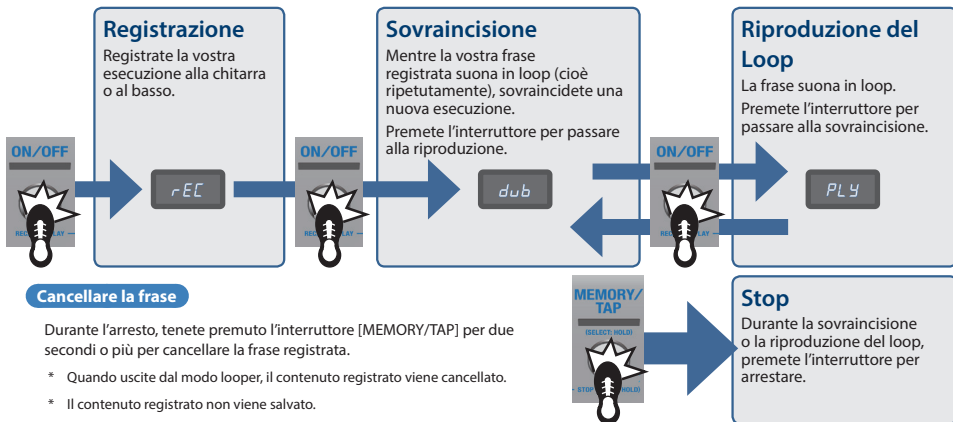 Registrazione
Registrate la vostra
esecuzione alla chitarra
o al basso.
ON/OFF
rEC
Sovraincisione
Mentre la vostra frase
registrata suona in loop (cioè
ripetutamente), sovraincidete una
nuova esecuzione.
Premete l'interruttore per passare
alla riproduzione.
ON/OFF
dub
Riproduzione del
Loop
La frase suona in loop.
Premete l'interruttore per
passare alla sovraincisione.
ON/OFF
PLY
Cancellare la frase
Durante l'arresto, tenete premuto l'interruttore [MEMORY/TAP] per due
secondi o più per cancellare la frase registrata.
* Quando uscite dal modo looper, il contenuto registrato viene cancellato.
* Il contenuto registrato non viene salvato.
MEMORY/
TAP
(SELECT: HOLD)
STOP HOLD)
Stop
Durante la sovraincisione
o la riproduzione del loop,
premete l'interruttore per
arrestare.